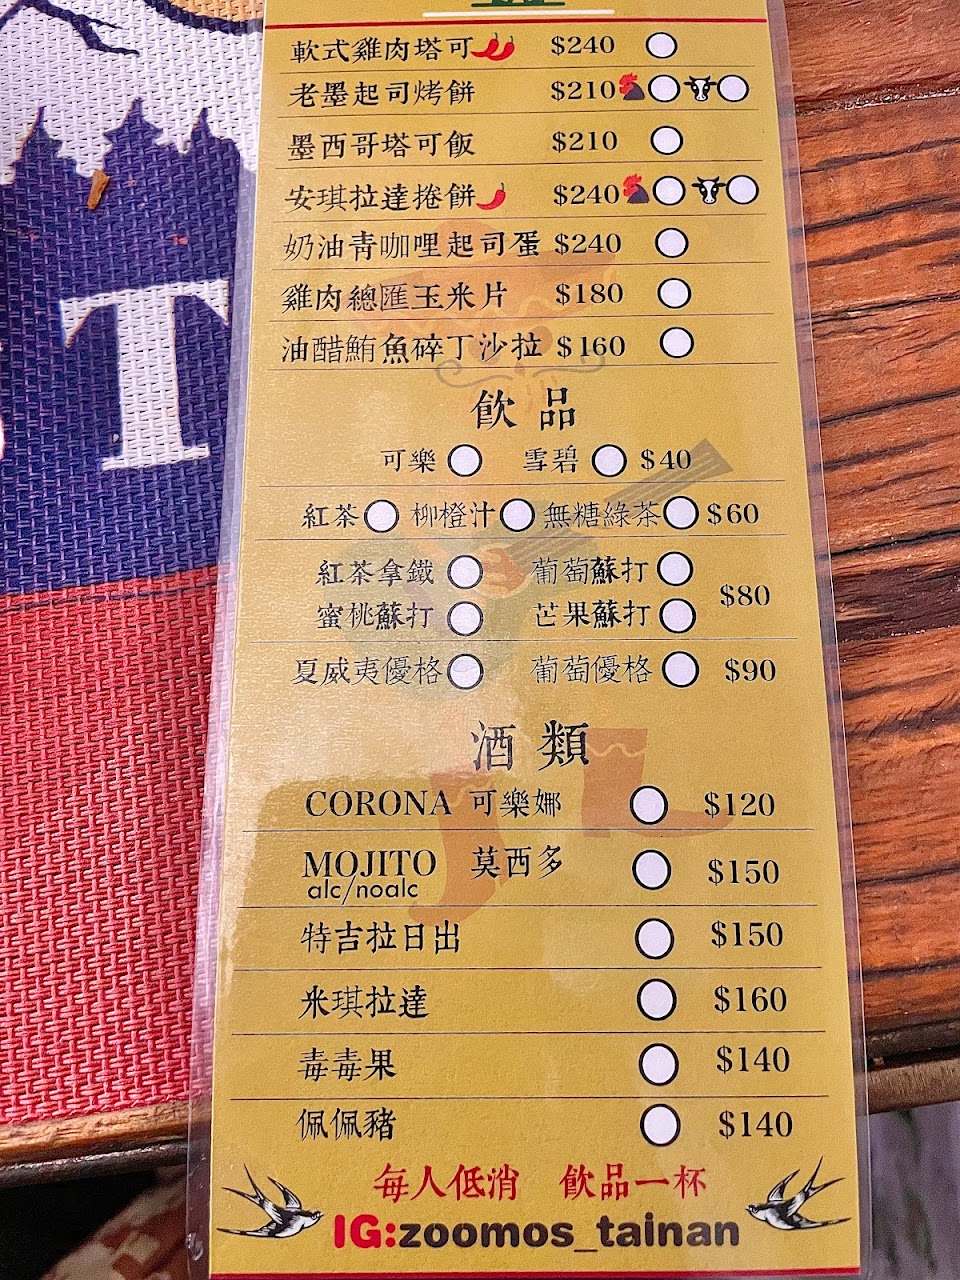 軟式雞肉塔可 $240
老墨起司烤餅 $210
墨西哥塔可飯 $210
安琪拉達捲餅 $240
奶油青咖哩起司蛋 $240
雞肉總匯玉米片 $180
油醋鮪魚碎丁沙拉 $160
飲品
可樂 雪碧 $40
紅茶 柳橙汁 無糖綠茶 $60
紅茶拿鐵 葡萄蘇打
$80
蜜桃蘇打 芒果蘇打
夏威夷優格 葡萄優格 $90
酒類
CORONA 可樂娜 $120
MOJITO 莫西多 $150
alc/noalc
特吉拉日出 $150
米琪拉達 $160
毒毒果 $140
佩佩豬 $140
每人低消 飲品一杯
IG:zoomos_tainan
T